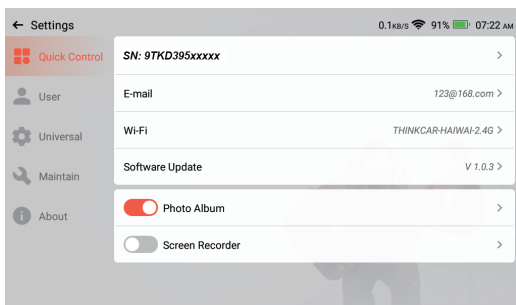 ← Settings 0.1KB/S 91% 07:22 AM
Quick Control
User
Universal
Maintain
About
SN: 9TKD395xxxxx >
E-mail 123@168.com >
Wi-Fi THINKCAR-HAIWAI-2.4G >
Software Update V 1.0.3 >
Photo Album >
Screen Recorder >